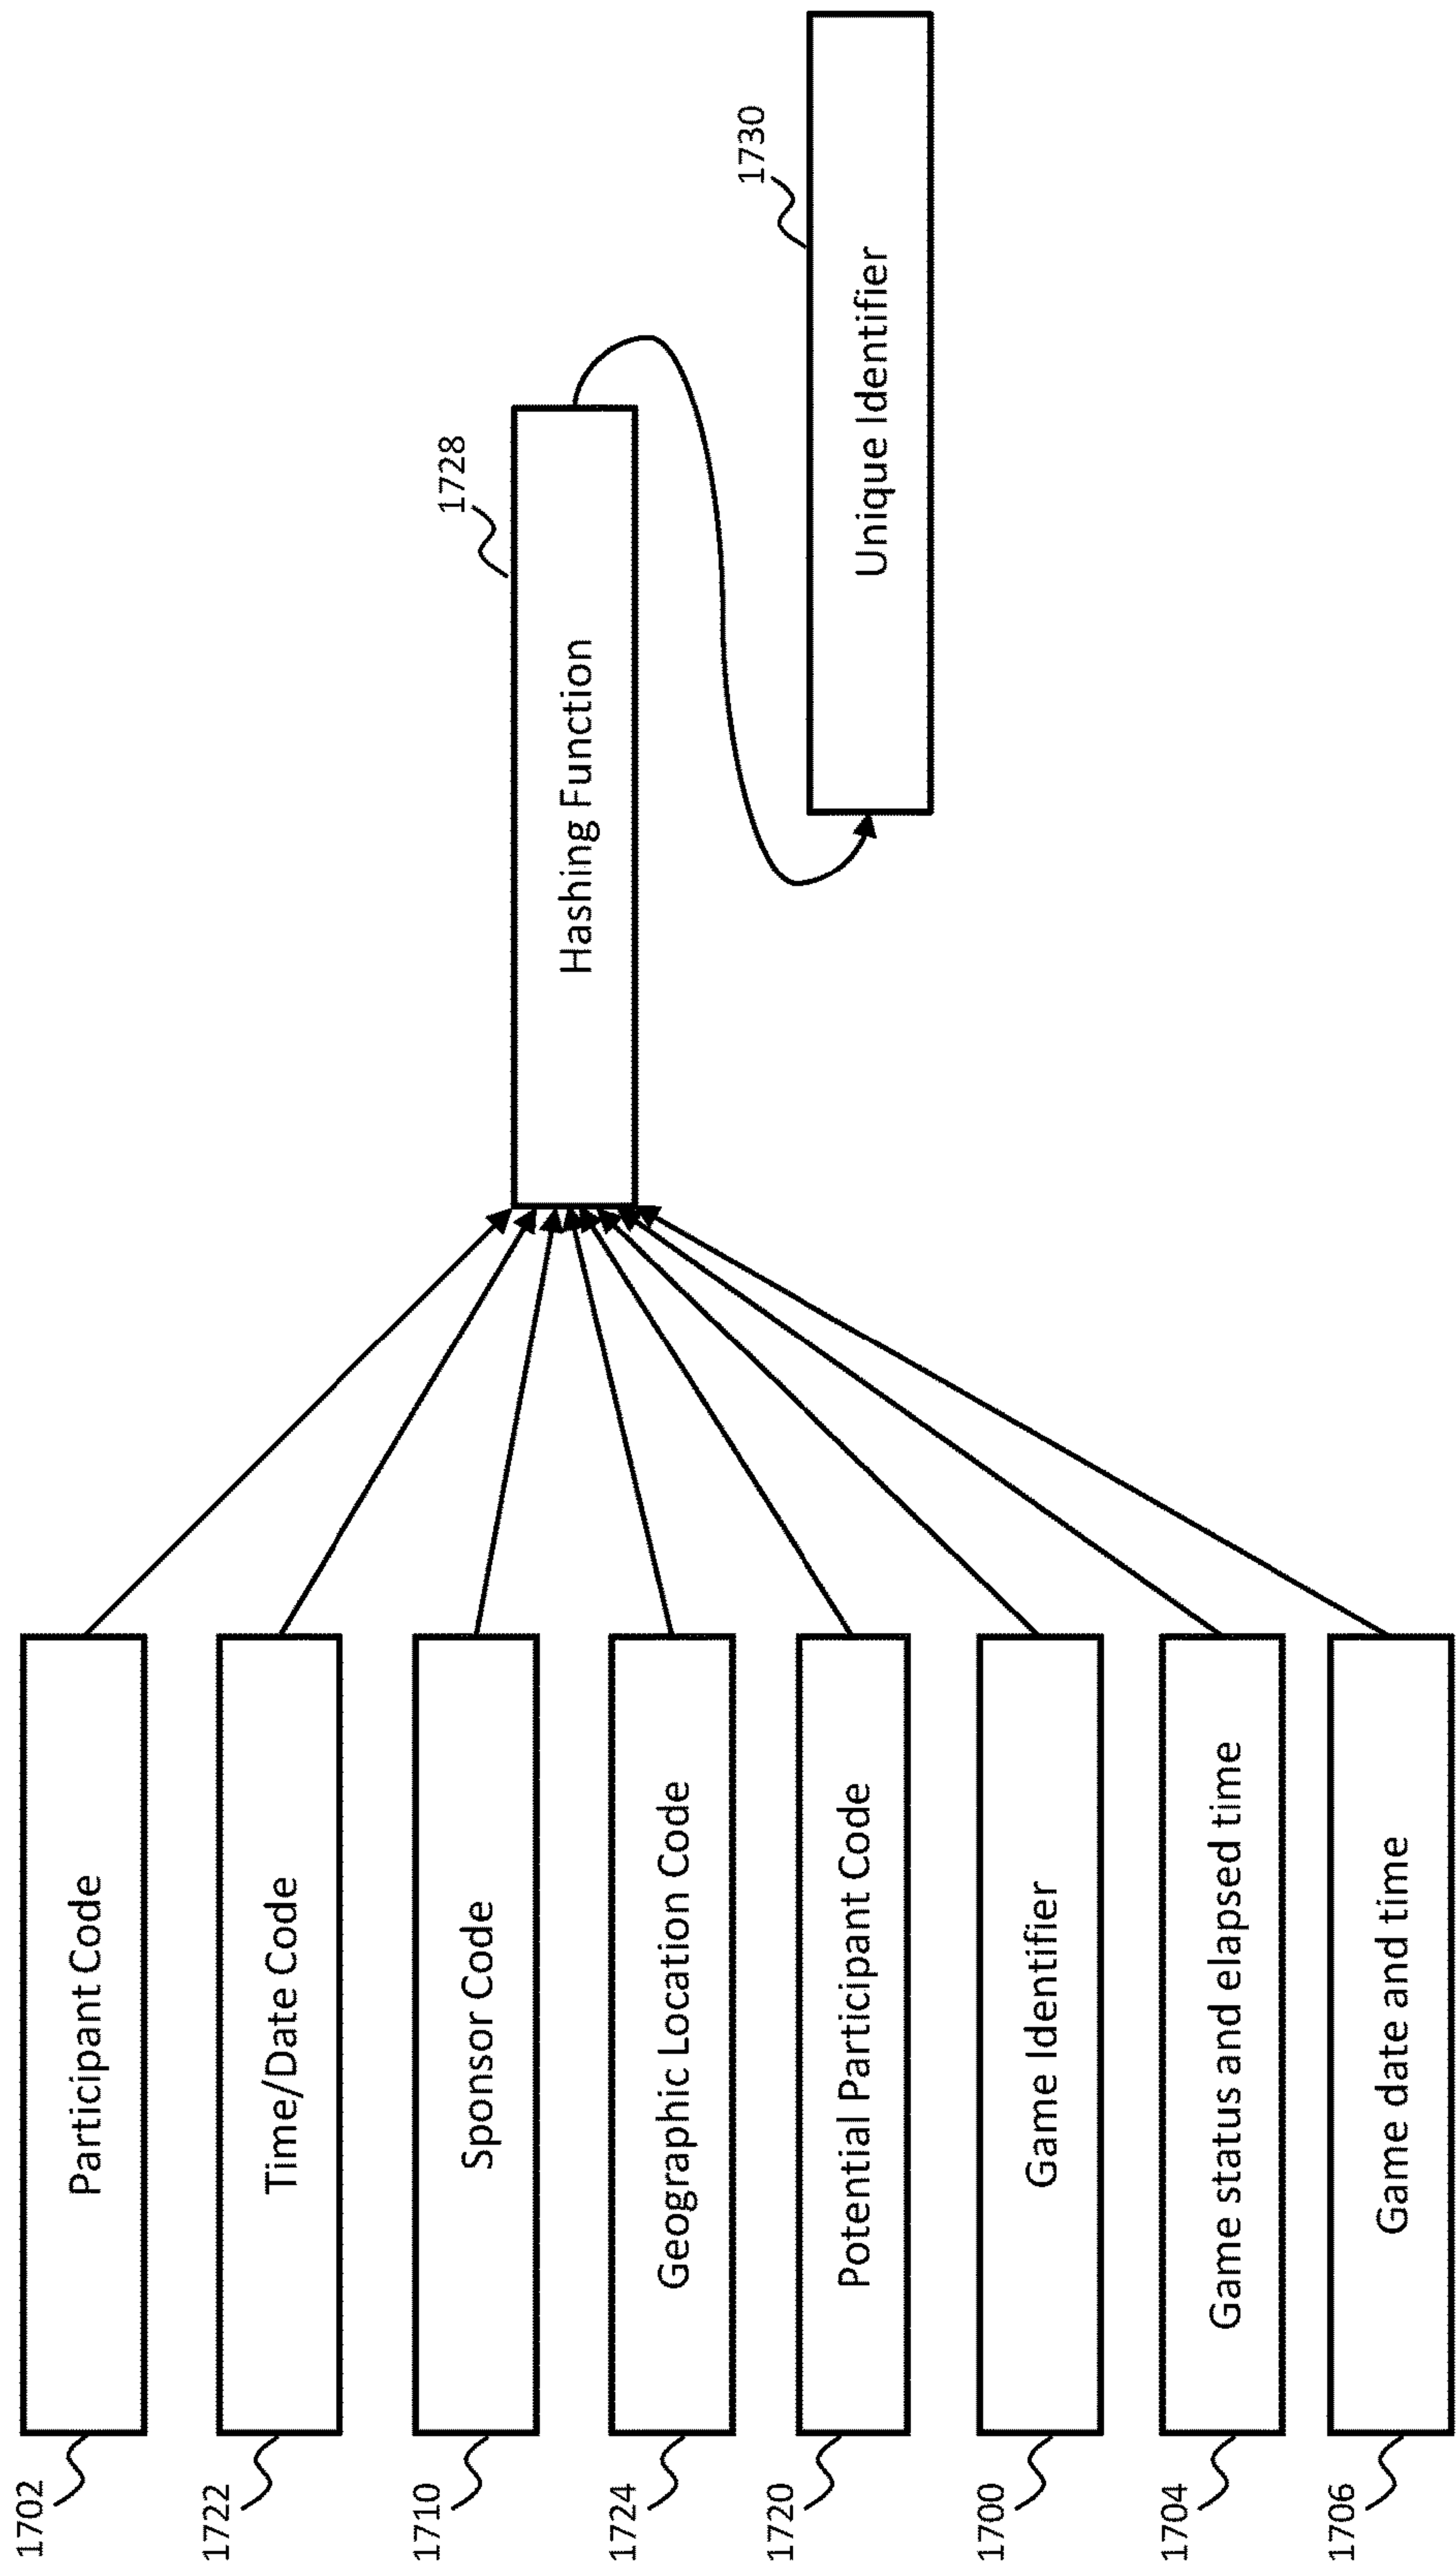 1702
Participant Code
1722
Time/Date Code
1710
Sponsor Code
1724
Geographic Location Code
1720
Potential Participant Code
1700
Game Identifier
1704
Game status and elapsed time
1706
Game date and time
1728
Hashing Function
1730
Unique Identifier